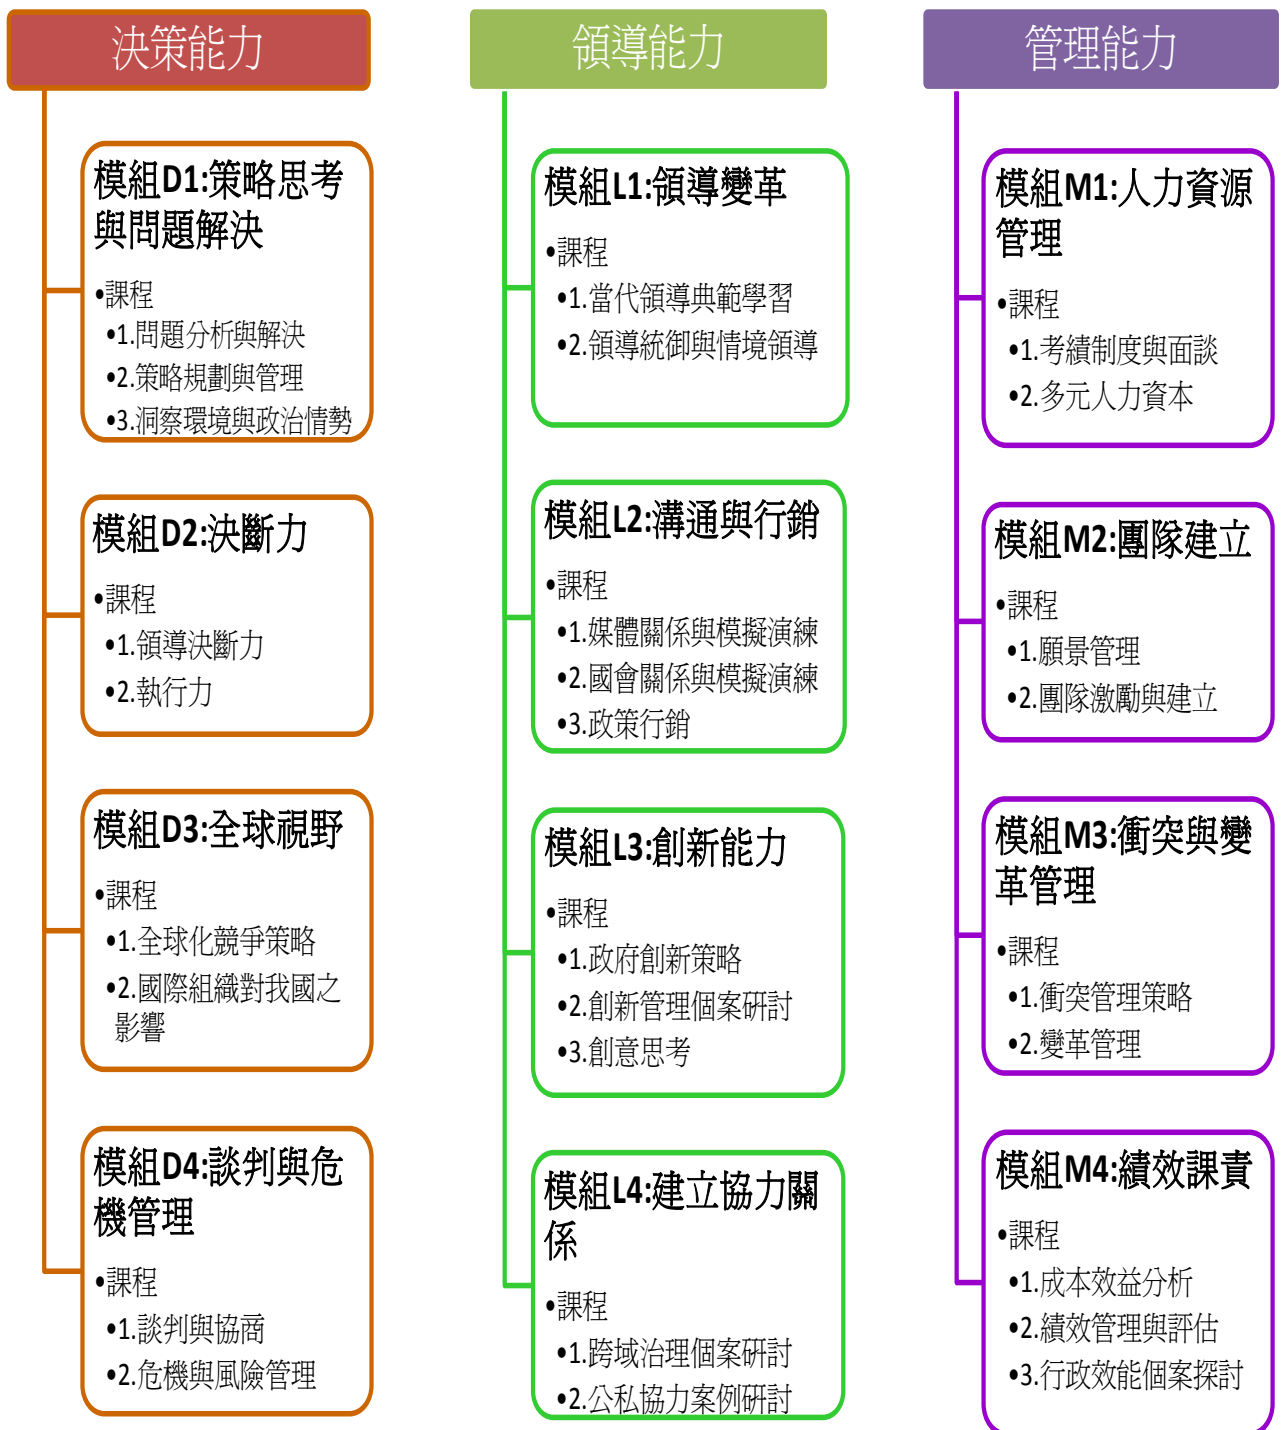 決策能力
模組D1:策略思考
與問題解決
•課程
•1.問題分析與解決
•2.策略規劃與管理
•3.洞察環境與政治情勢
模組D2:決斷力
•課程
•1.領導決斷力
•2.執行力
模組D3:全球視野
•課程
•1.全球化競爭策略
•2.國際組織對我國之
影響
模組D4:談判與危
機管理
•課程
•1.談判與協商
•2.危機與風險管理
領導能力
模組L1:領導變革
•課程
•1.當代領導典範學習
•2.領導統御與情境領導
模組L2:溝通與行銷
•課程
•1.媒體關係與模擬演練
•2.國會關係與模擬演練
•3.政策行銷
模組L3:創新能力
•課程
•1.政府創新策略
•2.創新管理個案研討
•3.創意思考
模組L4:建立協力關
係
•課程
•1.跨域治理個案研討
•2.公私協力案例研討
管理能力
模組M1:人力資源
管理
•課程
•1.考績制度與面談
•2.多元人力資本
模組M2:團隊建立
•課程
•1.願景管理
•2.團隊激勵與建立
模組M3:衝突與變
革管理
•課程
•1.衝突管理策略
•2.變革管理
模組M4:績效課責
•課程
•1.成本效益分析
•2.績效管理與評估
•3.行政效能個案探討